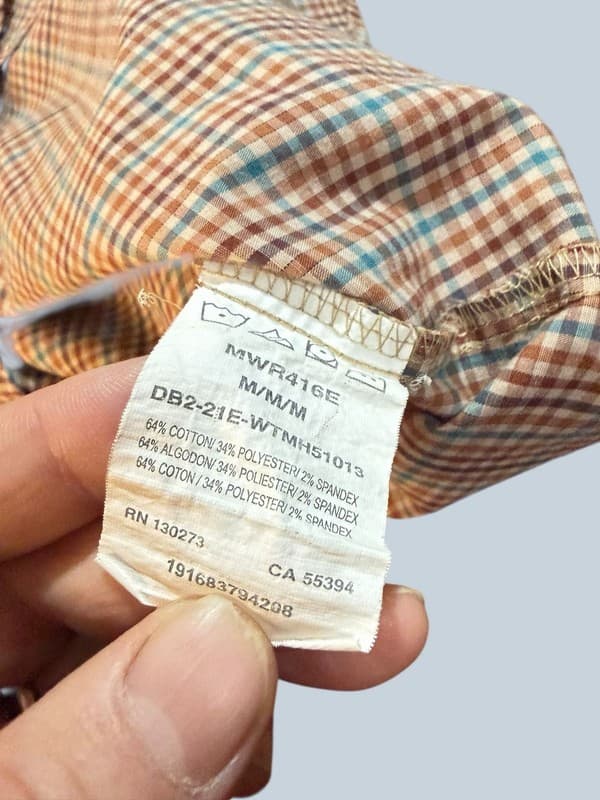 MWR416E
M/M/M
DB2-21E-WTMH51013
64% COTTON/ 34% POLYESTER/ 2% SPANDEX
64% ALGODON/ 34% POLIESTER/ 2% SPANDEX
64% COTON / 34% POLYESTER/ 2% SPANDEX
RN 130273
CA 55394
191683794208